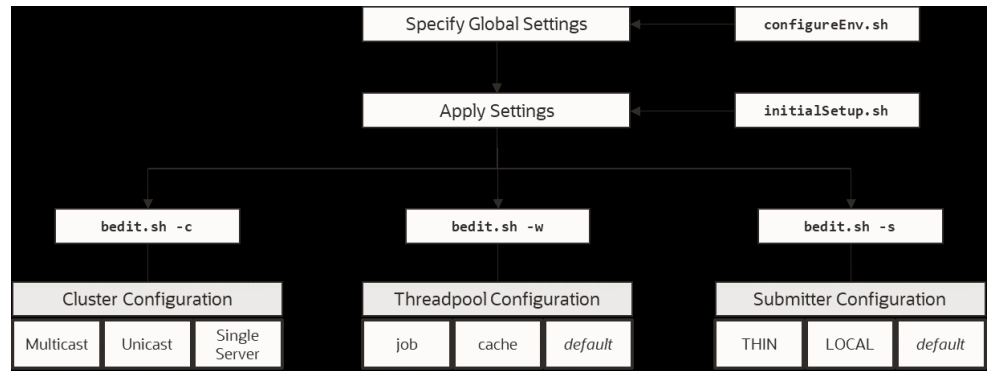 Specify Global Settings
configureEnv.sh
Apply Settings
initialSetup.sh
bedit.sh -c
bedit.sh -w
bedit.sh -s
Cluster Configuration
Threadpool Configuration
Submitter Configuration
Multicast
Unicast
Single
Server
job
cache
default
THIN
LOCAL
default